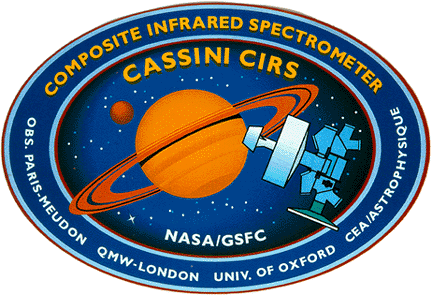 COMPOSITE INFRARED SPECTROMETER
CASSINI CIRS
NASA/GSFC
OBS. PARIS-MEUDON QMW-LONDON UNIV. OF OXFORD CEA/ASTROPHYSIQUE